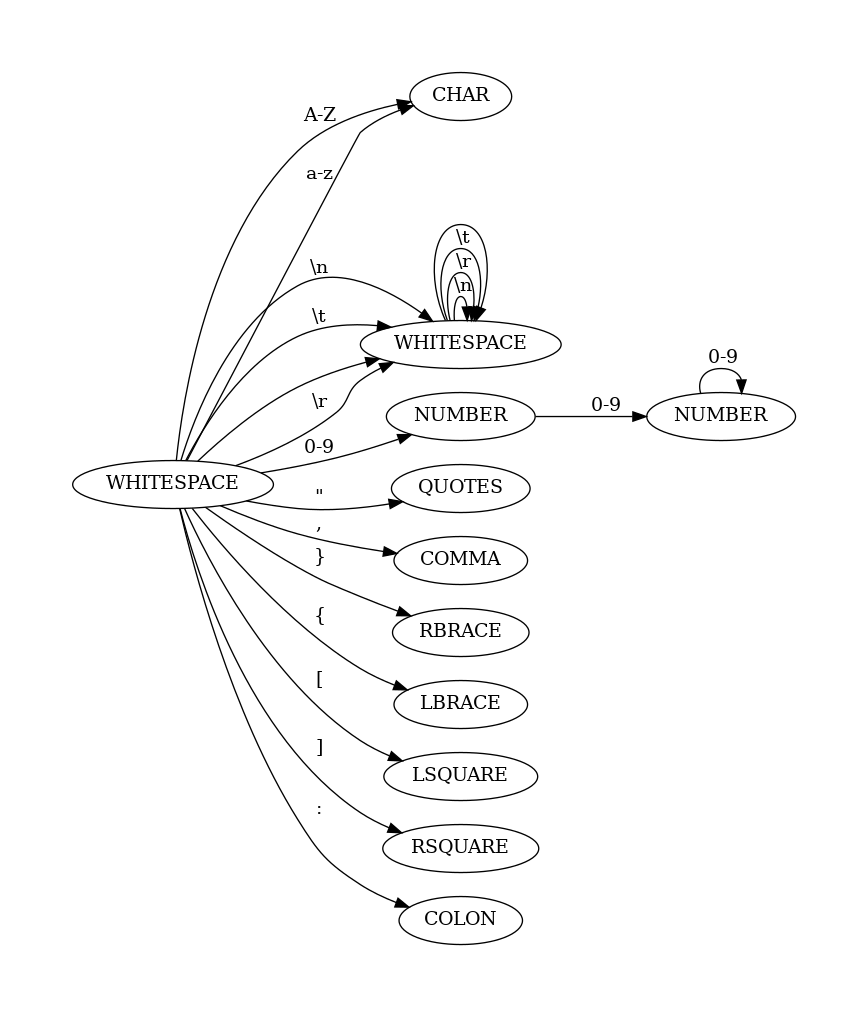 CHAR
A-Z
a-z
\t
\r
\n
\n
\t
WHITESPACE
\r
0-9
NUMBER
0-9
0-9
NUMBER
WHITESPACE
"
QUOTES
,
COMMA
}
RBRACE
{
LBRACE
[
LSQUARE
]
RSQUARE
:
COLON